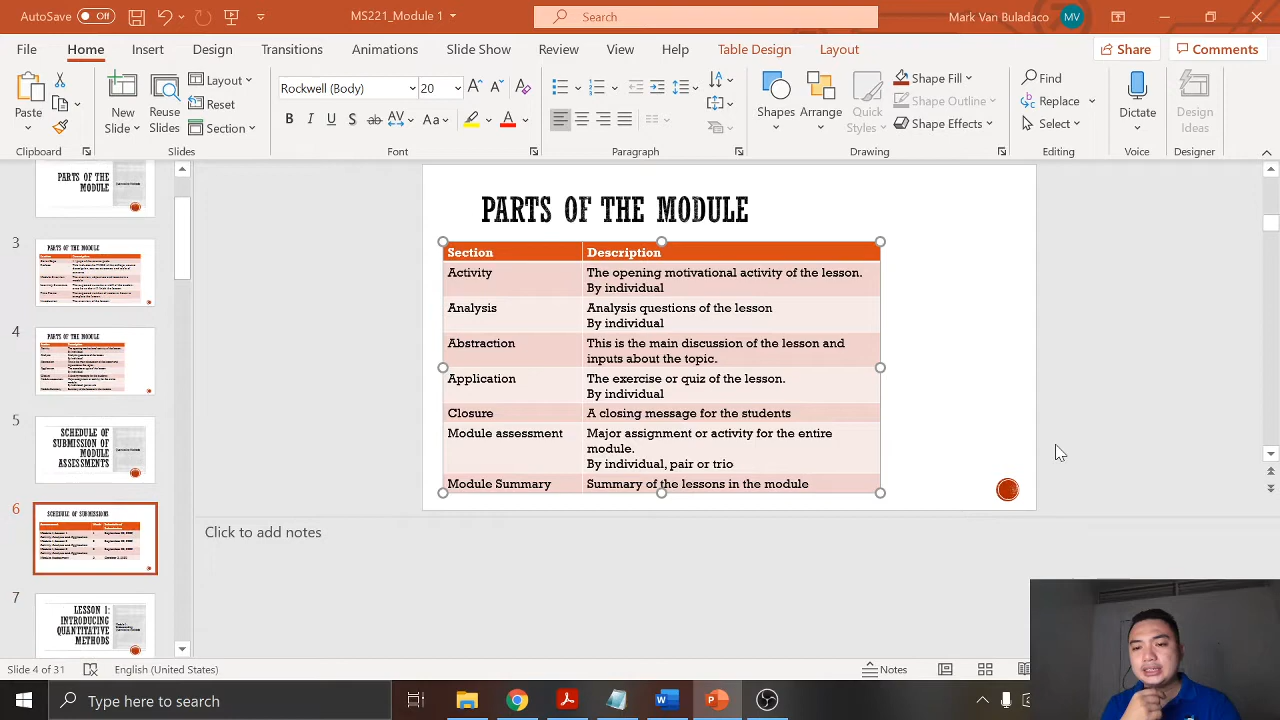 AutoSave Off MS221_Module 1 Search Mark Van Buladaco MV
File Home Insert Design Transitions Animations Slide Show Review View Help Table Design Layout Share Comments
Paste
Clipboard
New Slide
Reuse Slides
Layout
Reset
Section
Slides
Rockwell (Body) 20
Font
Paragraph
Shapes
Arrange
Quick Styles
Shape Fill
Shape Outline
Shape Effects
Drawing
Find
Replace
Select
Editing
Dictate
Voice
Design Ideas
Designer
PARTS OF THE
MODULE
3
PARTS OF THE MODULE
4
PARTS OF THE MODULE
5
SCHEDULE OF
SUBMISSION OF
MODULE
ASSESSMENTS
6
SCHEDULE OF SUBMISSIONS
7
LESSON 1:
INTRODUCING
QUANTITATIVE
METHODS
PARTS OF THE MODULE
Section Description
Activity The opening motivational activity of the lesson.
By individual
Analysis Analysis questions of the lesson
By individual
Abstraction This is the main discussion of the lesson and
inputs about the topic.
Application The exercise or quiz of the lesson.
By individual
Closure A closing message for the students
Module assessment Major assignment or activity for the entire
module.
By individual, pair or trio
Module Summary Summary of the lessons in the module
Click to add notes
Slide 4 of 31 English (United States) Notes
Type here to search